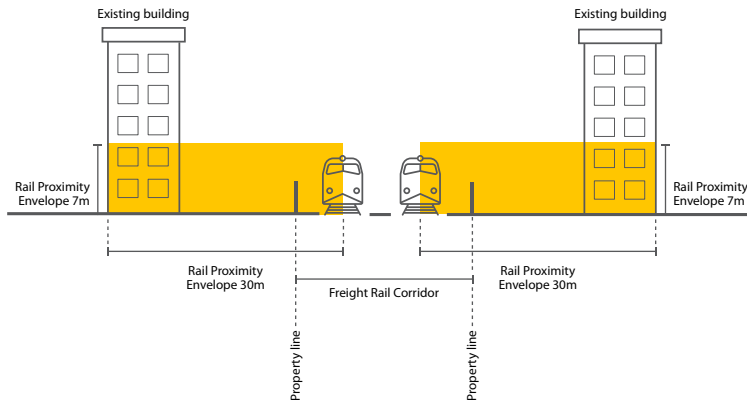 Existing building
Existing building
Rail Proximity
Envelope 7m
Rail Proximity
Envelope 7m
Rail Proximity
Envelope 30m
Rail Proximity
Envelope 30m
Freight Rail Corridor
Property line
Property line